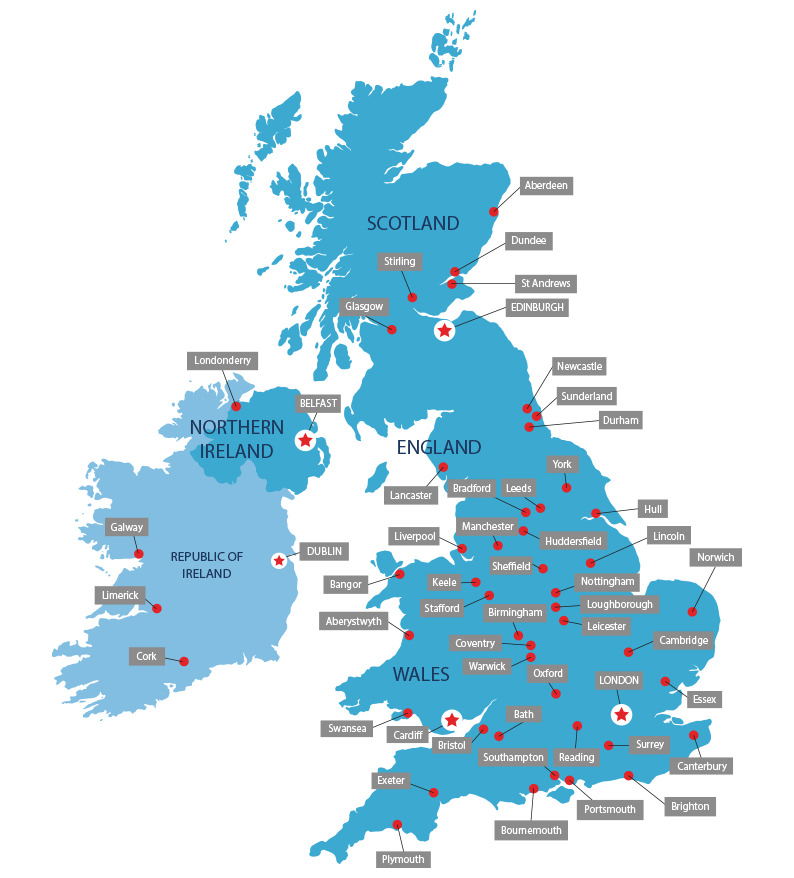 Aberdeen
SCOTLAND
Dundee
Stirling
St Andrews
Glasgow
EDINBURGH
Londonderry
Newcastle
Sunderland
BELFAST
Durham
NORTHERN
IRELAND
ENGLAND
York
Lancaster
Bradford
Leeds
Hull
Galway
Manchester
Liverpool
Huddersfield
Lincoln
DUBLIN
REPUBLIC OF
IRELAND
Norwich
Sheffield
Bangor
Keele
Nottingham
Limerick
Stafford
Loughborough
Birmingham
Aberystwyth
Leicester
Coventry
Cambridge
Cork
Warwick
WALES
Oxford
LONDON
Essex
Swansea
Cardiff
Bath
Bristol
Surrey
Southampton
Reading
Canterbury
Exeter
Portsmouth
Brighton
Bournemouth
Plymouth